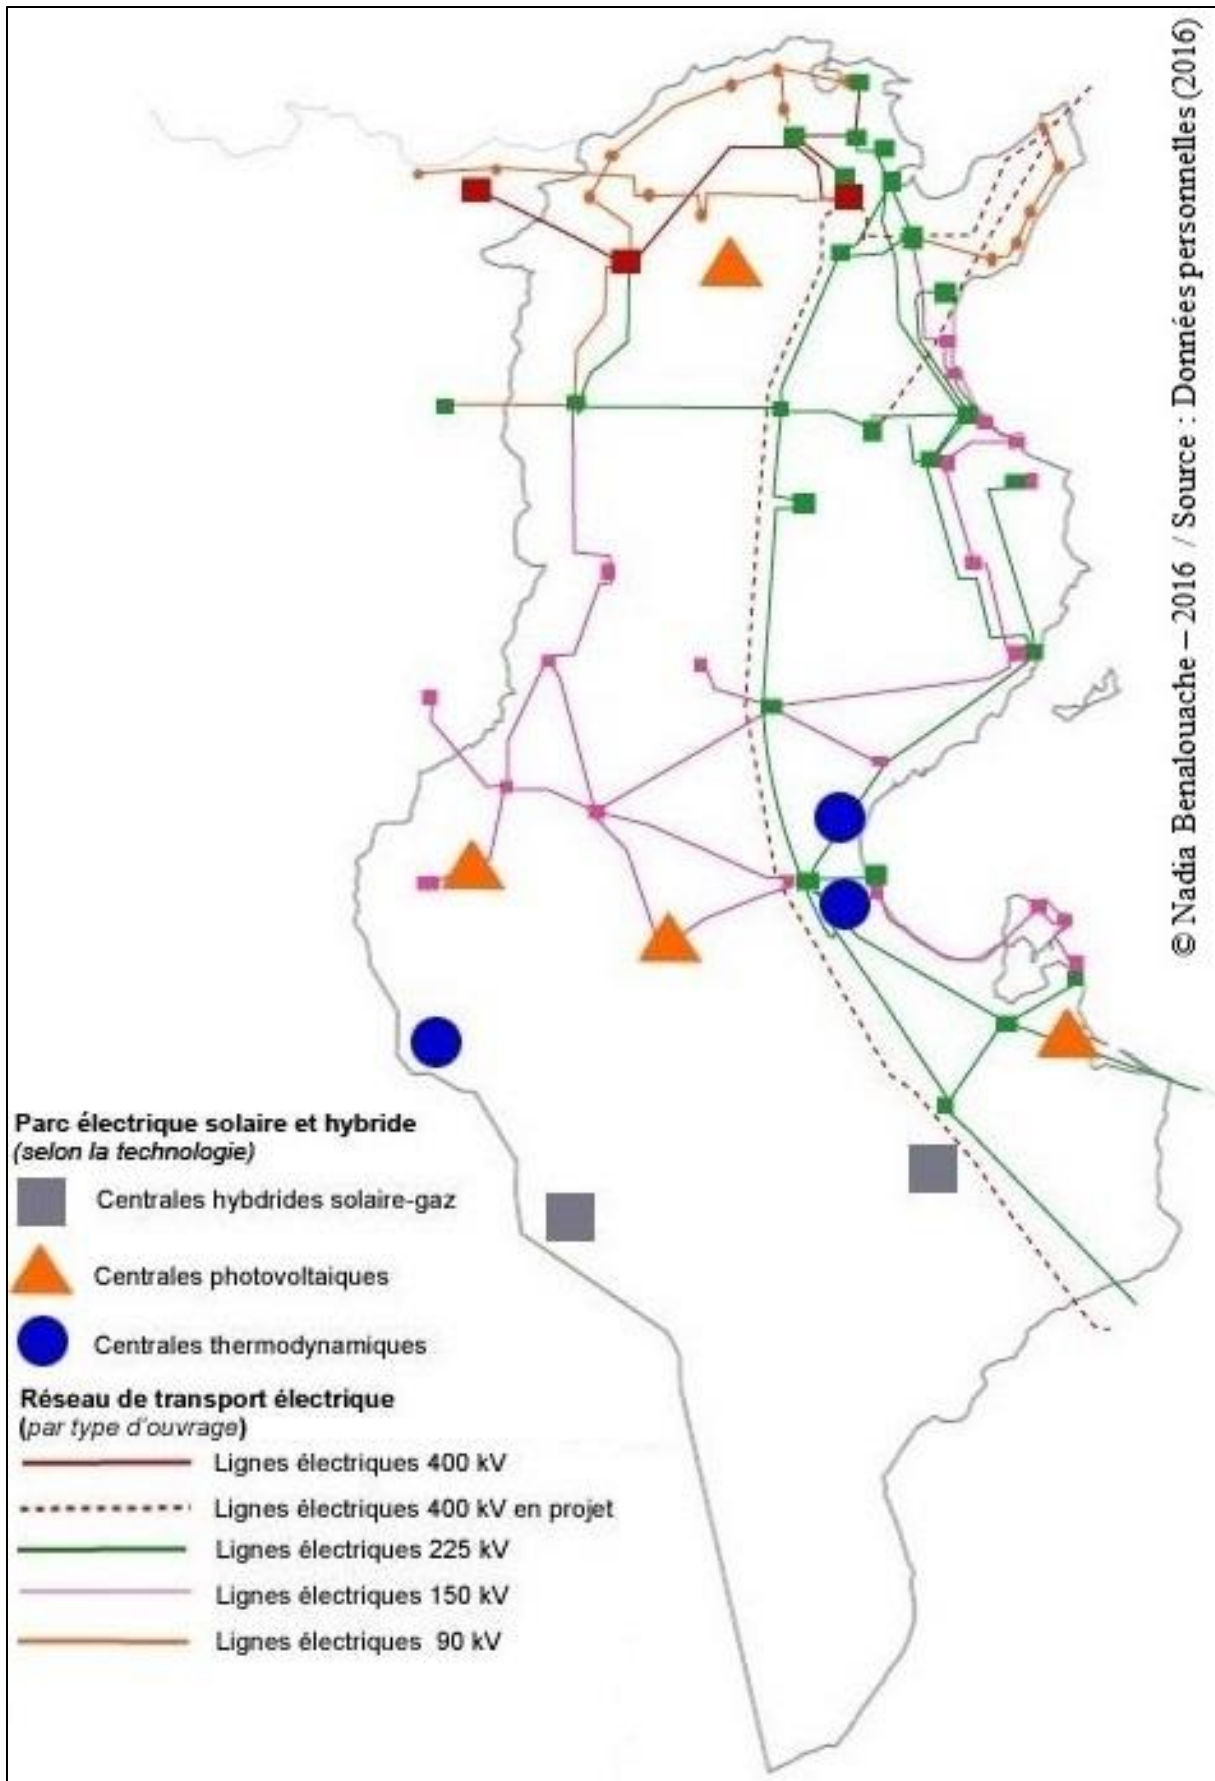 © Nadia Benalouache – 2016 / Source : Données personnelles (2016)
Parc électrique solaire et hybride
(selon la technologie)
Centrales hybdrides solaire-gaz
Centrales photovoltaiques
Centrales thermodynamiques
Réseau de transport électrique
(par type d'ouvrage)
Lignes électriques 400 kV
Lignes électriques 400 kV en projet
Lignes électriques 225 kV
Lignes électriques 150 kV
Lignes électriques 90 kV